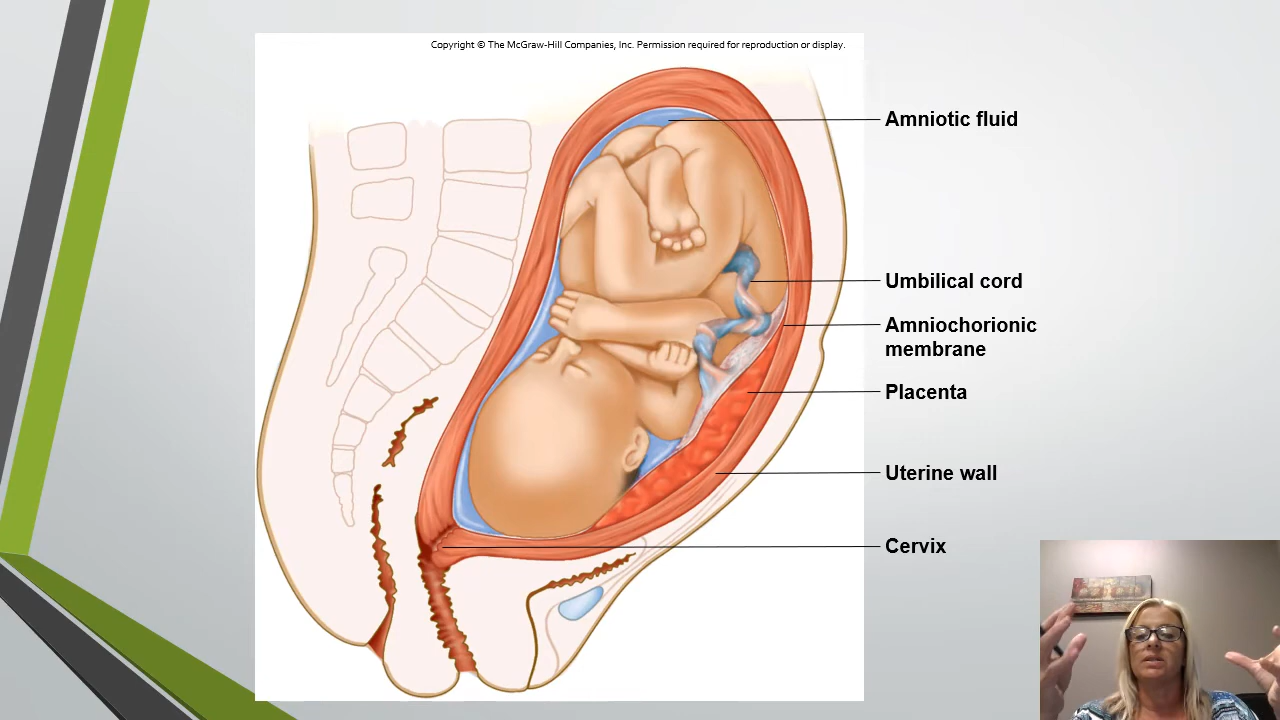 Copyright © The McGraw-Hill Companies, Inc. Permission required for reproduction or display.
Amniotic fluid
Umbilical cord
Amniochorionic
membrane
Placenta
Uterine wall
Cervix